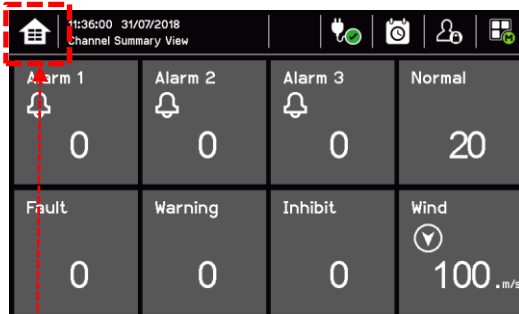 11:36:00 31/07/2018
Channel Summary View
M
Alarm 1
Alarm 2
Alarm 3
Normal
0
0
0
20
Fault
Warning
Inhibit
Wind
0
0
0
100.m/s